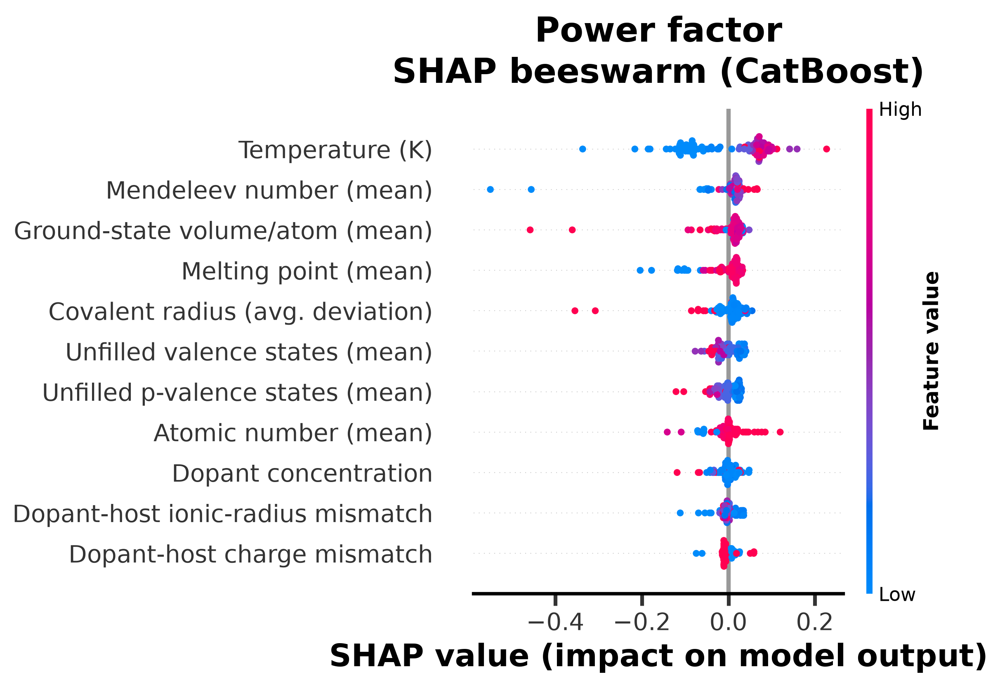 Power factor
SHAP beeswarm (CatBoost)
High
Temperature (K)
Mendeleev number (mean)
Ground-state volume/atom (mean)
Melting point (mean)
Covalent radius (avg. deviation)
Unfilled valence states (mean)
Unfilled p-valence states (mean)
Atomic number (mean)
Dopant concentration
Dopant-host ionic-radius mismatch
Dopant-host charge mismatch
Feature value
Low
−0.4 −0.2 0.0 0.2
SHAP value (impact on model output)